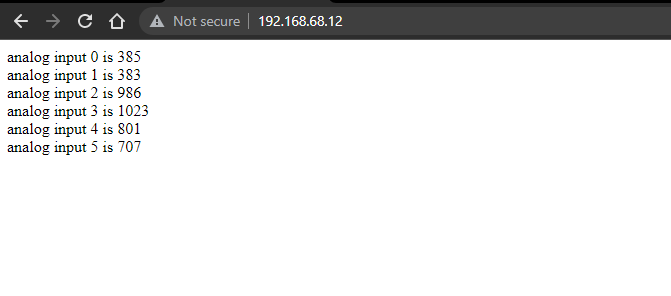 Not secure 192.168.68.12
analog input 0 is 385
analog input 1 is 383
analog input 2 is 986
analog input 3 is 1023
analog input 4 is 801
analog input 5 is 707